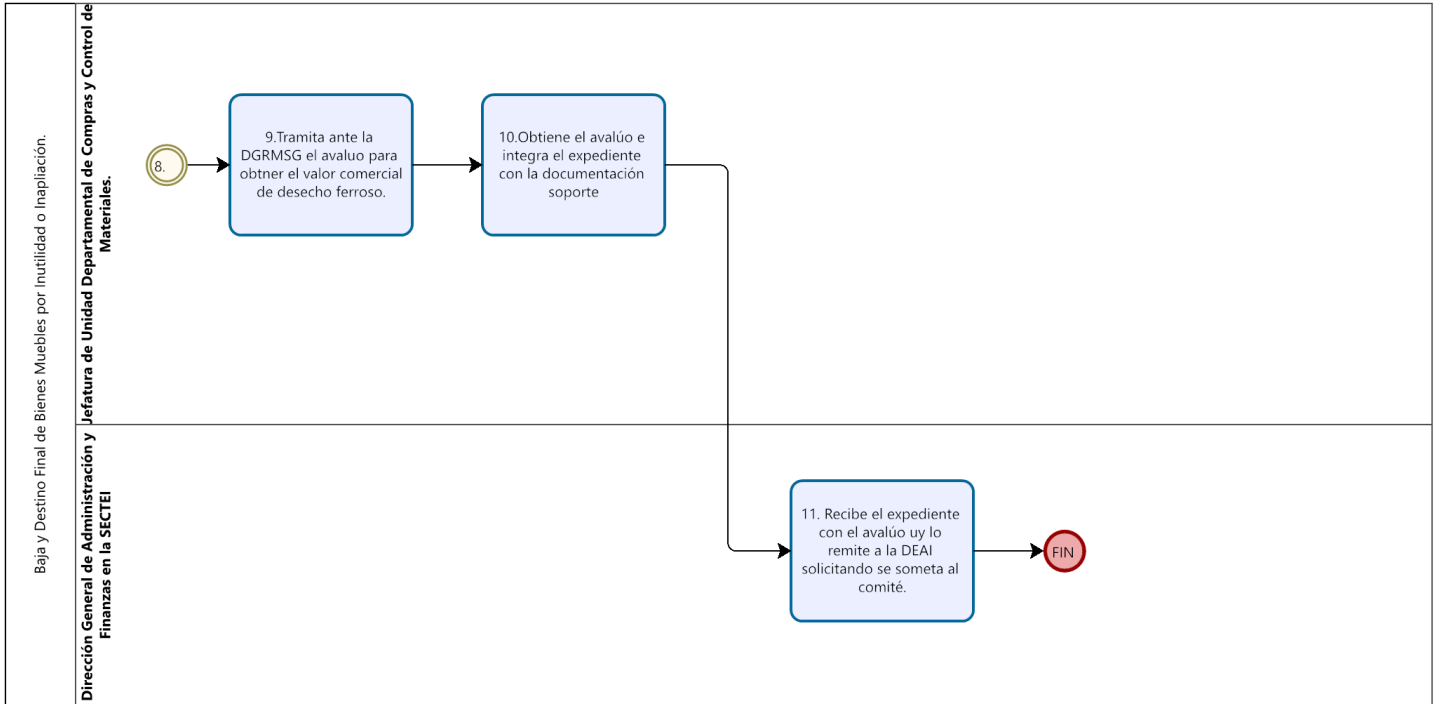 Baja y Destino Final de Bienes Muebles por Inutilidad o Inapliación.
Jefatura de Unidad Departamental de Compras y Control de
Materiales.
8.
9.Tramita ante la
DGRMSG el avaluo para
obtner el valor comercial
de desecho ferroso.
10.Obtiene el avalúo e
integra el expediente
con la documentación
soporte
Dirección General de Administración y
Finanzas en la SECTEI
11. Recibe el expediente
con el avalúo uy lo
remite a la DEAI
solicitando se someta al
comité.
FIN